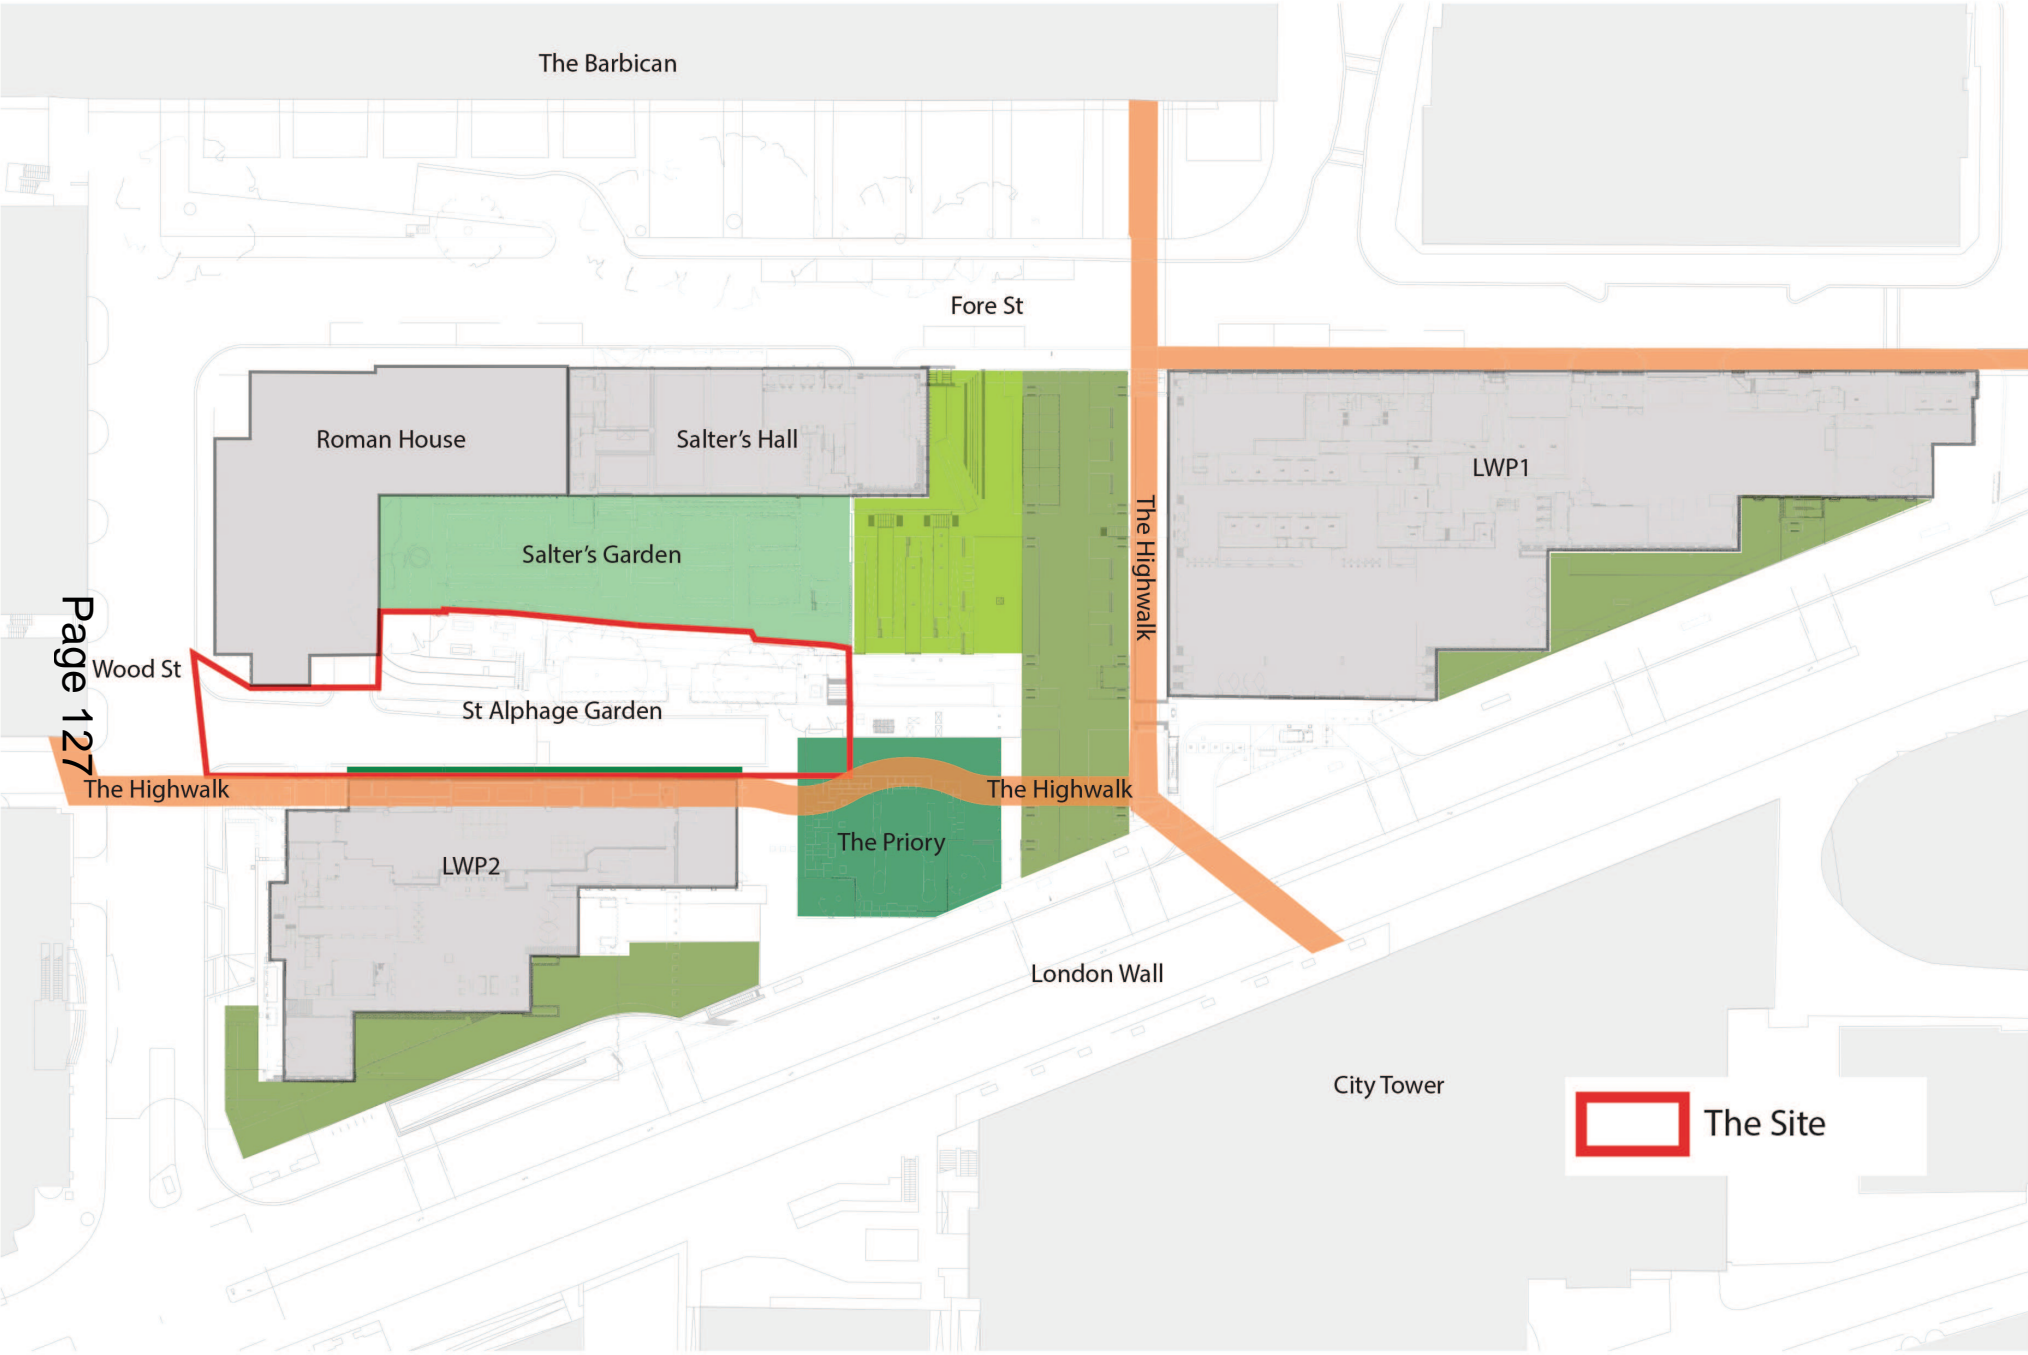 The Barbican
Fore St
Roman House
Salter's Hall
LWP1
The Highwalk
Salter's Garden
Page 127
Wood St
St Alphage Garden
The Highwalk
The Highwalk
The Priory
LWP2
London Wall
City Tower
The Site